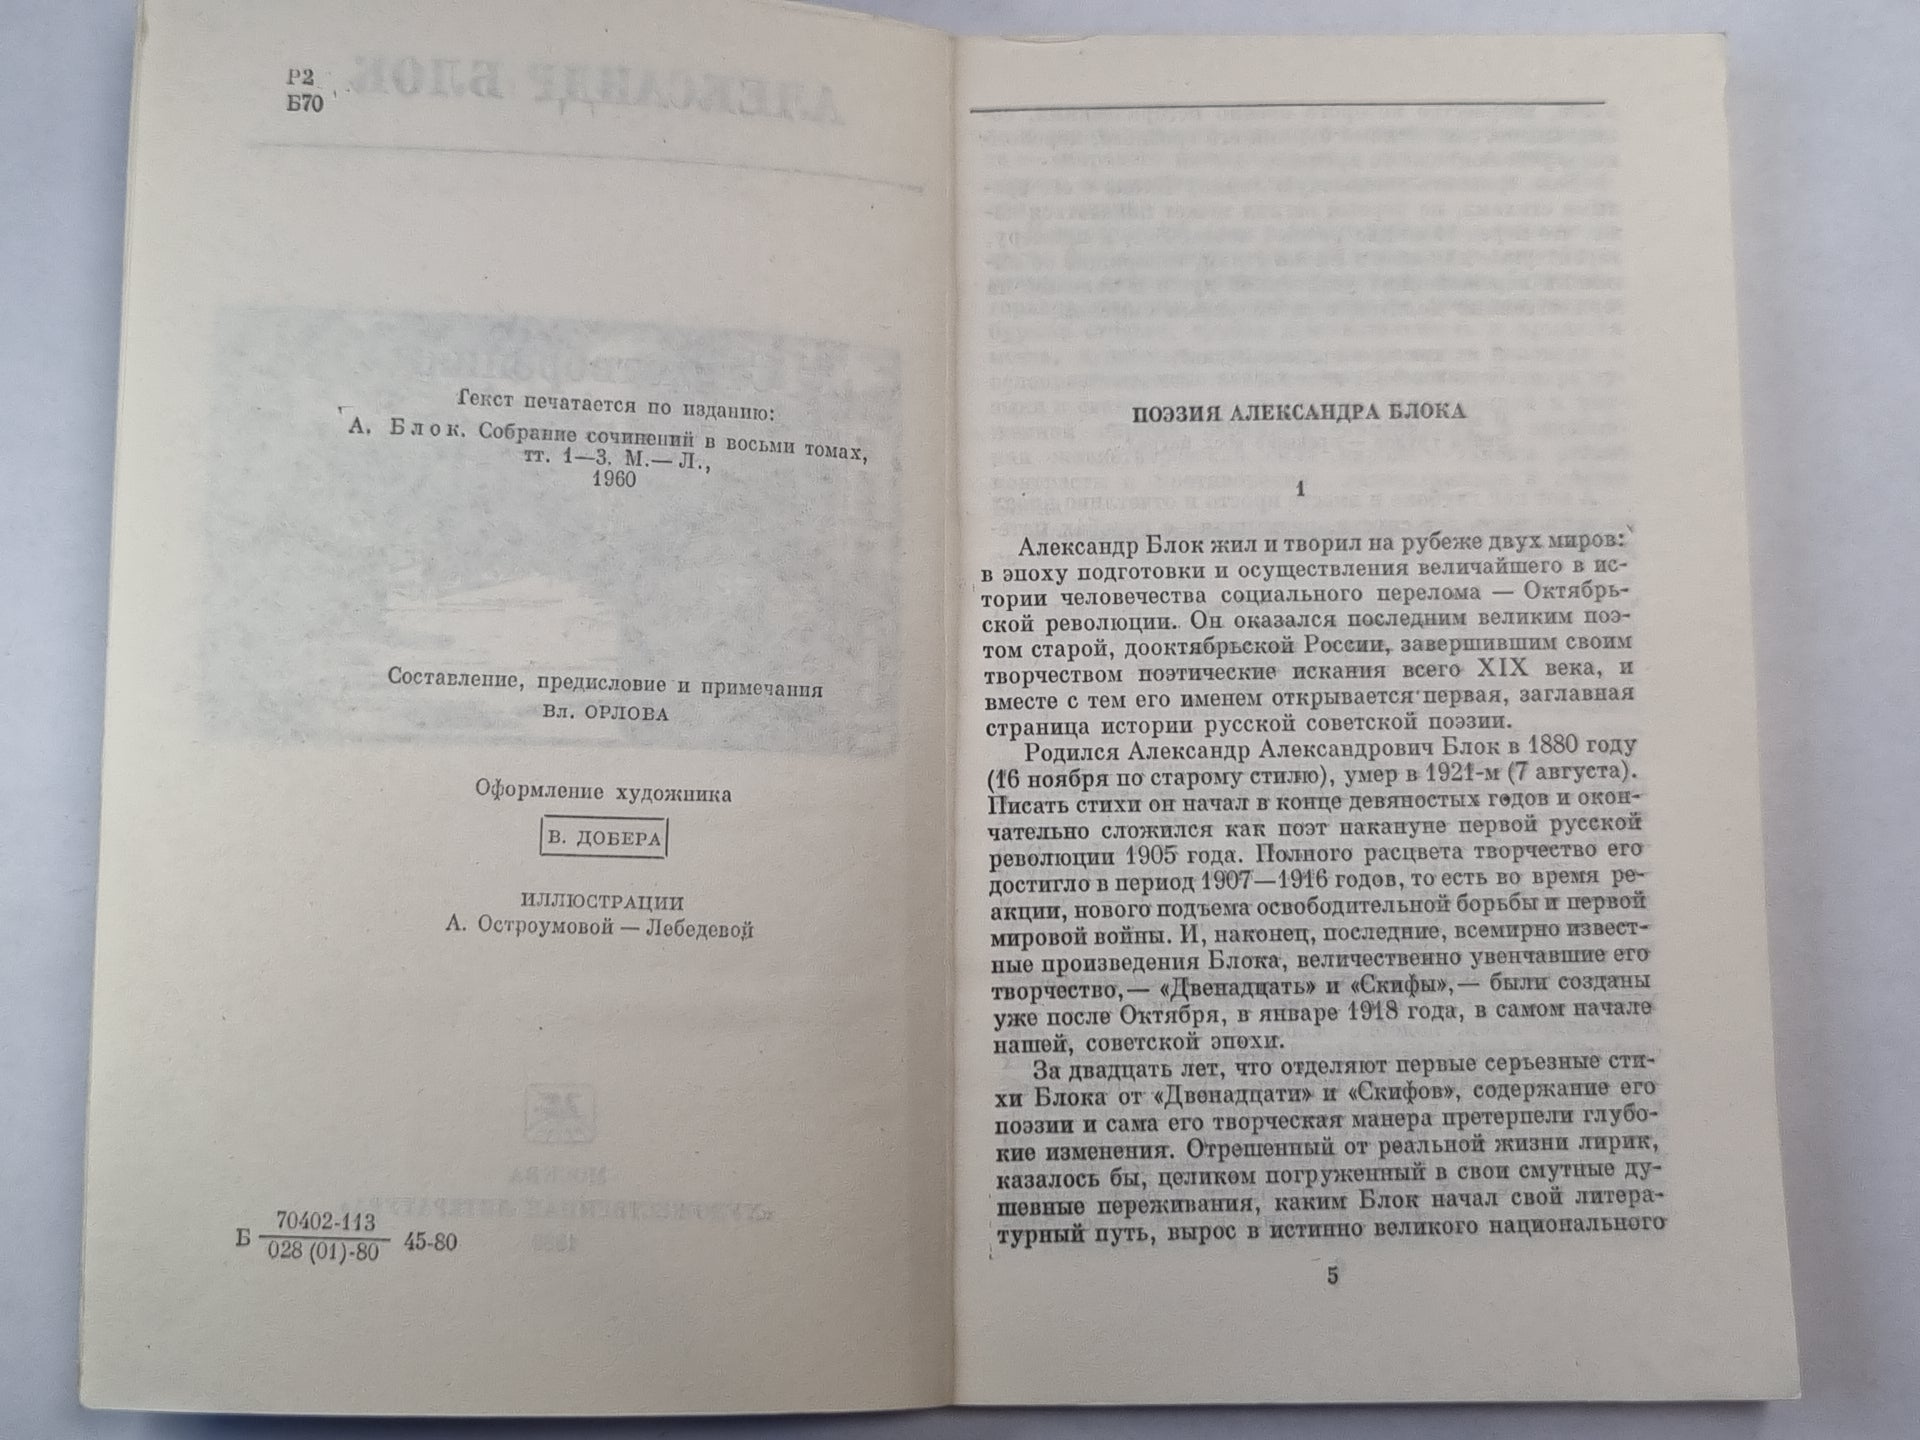 Р2
Б70
Текст печатается по изданию:
А. Блок. Собрание сочинений в восьми томах,
тт. 1—3. М.— Л.,
1960
Составление, предисловие и примечания
Вл. ОРЛОВА
Оформление художника
В. ДОБЕРА
ИЛЛЮСТРАЦИИ
А. Остроумовой — Лебедевой
Б 70402-113 45-80
028 (01)-80
ПОЭЗИЯ АЛЕКСАНДРА БЛОКА
1
Александр Блок жил и творил на рубеже двух миров:
в эпоху подготовки и осуществления величайшего в ис-
тории человечества социального перелома — Октябрь-
ской революции. Он оказался последним великим поэ-
том старой, дооктябрьской России, завершившим своим
творчеством поэтические искания всего XIX века, и
вместе с тем его именем открывается первая, заглавная
страница истории русской советской поэзии.
Родился Александр Александрович Блок в 1880 году
(16 ноября по старому стилю), умер в 1921-м (7 августа).
Писать стихи он начал в конце девяностых годов и окон-
чательно сложился как поэт накануне первой русской
революции 1905 года. Полного расцвета творчество его
достигло в период 1907—1916 годов, то есть во время ре-
акции, нового подъема освободительной борьбы и первой
мировой войны. И, наконец, последние, всемирно извест-
ные произведения Блока, величественно увенчавшие его
творчество,— «Двенадцать» и «Скифы»,— были созданы
уже после Октября, в январе 1918 года, в самом начале
нашей, советской эпохи.
За двадцать лет, что отделяют первые серьезные сти-
хи Блока от «Двенадцати» и «Скифов», содержание его
поэзии и сама его творческая манера претерпели глубо-
кие изменения. Отрешенный от реальной жизни лирик,
казалось бы, целиком погруженный в свои смутные ду-
шевные переживания, каким Блок начал свой литера-
турный путь, вырос в истинно великого национального
5